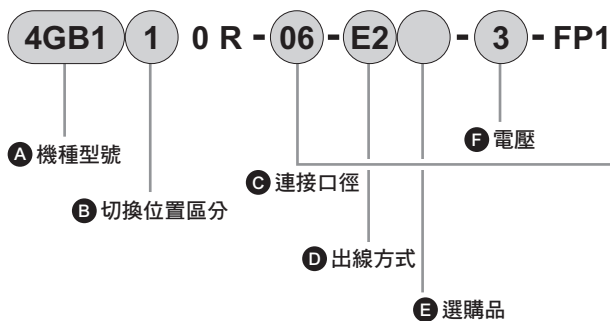 4GB1 1 0 R - 06 - E2 - 3 - FP1
A 機種型號
F 電壓
C 連接口徑
B 切換位置區分
D 出線方式
E 選購品